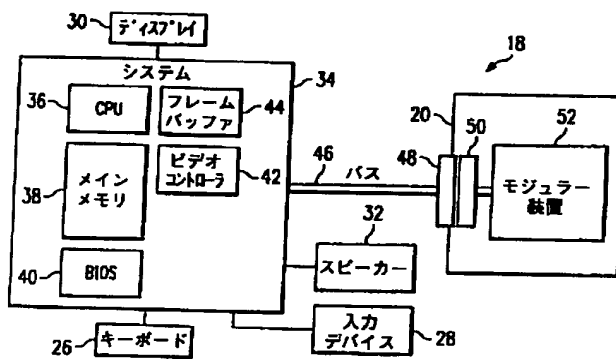 30
ディスプレイ
システム
34
18
36
CPU
フレーム
バッファ
44
20
50
52
48
38
メイン
メモリ
ビデオ
コントローラ
42
46
バス
モジュラー
装置
32
スピーカー
40
BIOS
26
キーボード
入力
デバイス
28